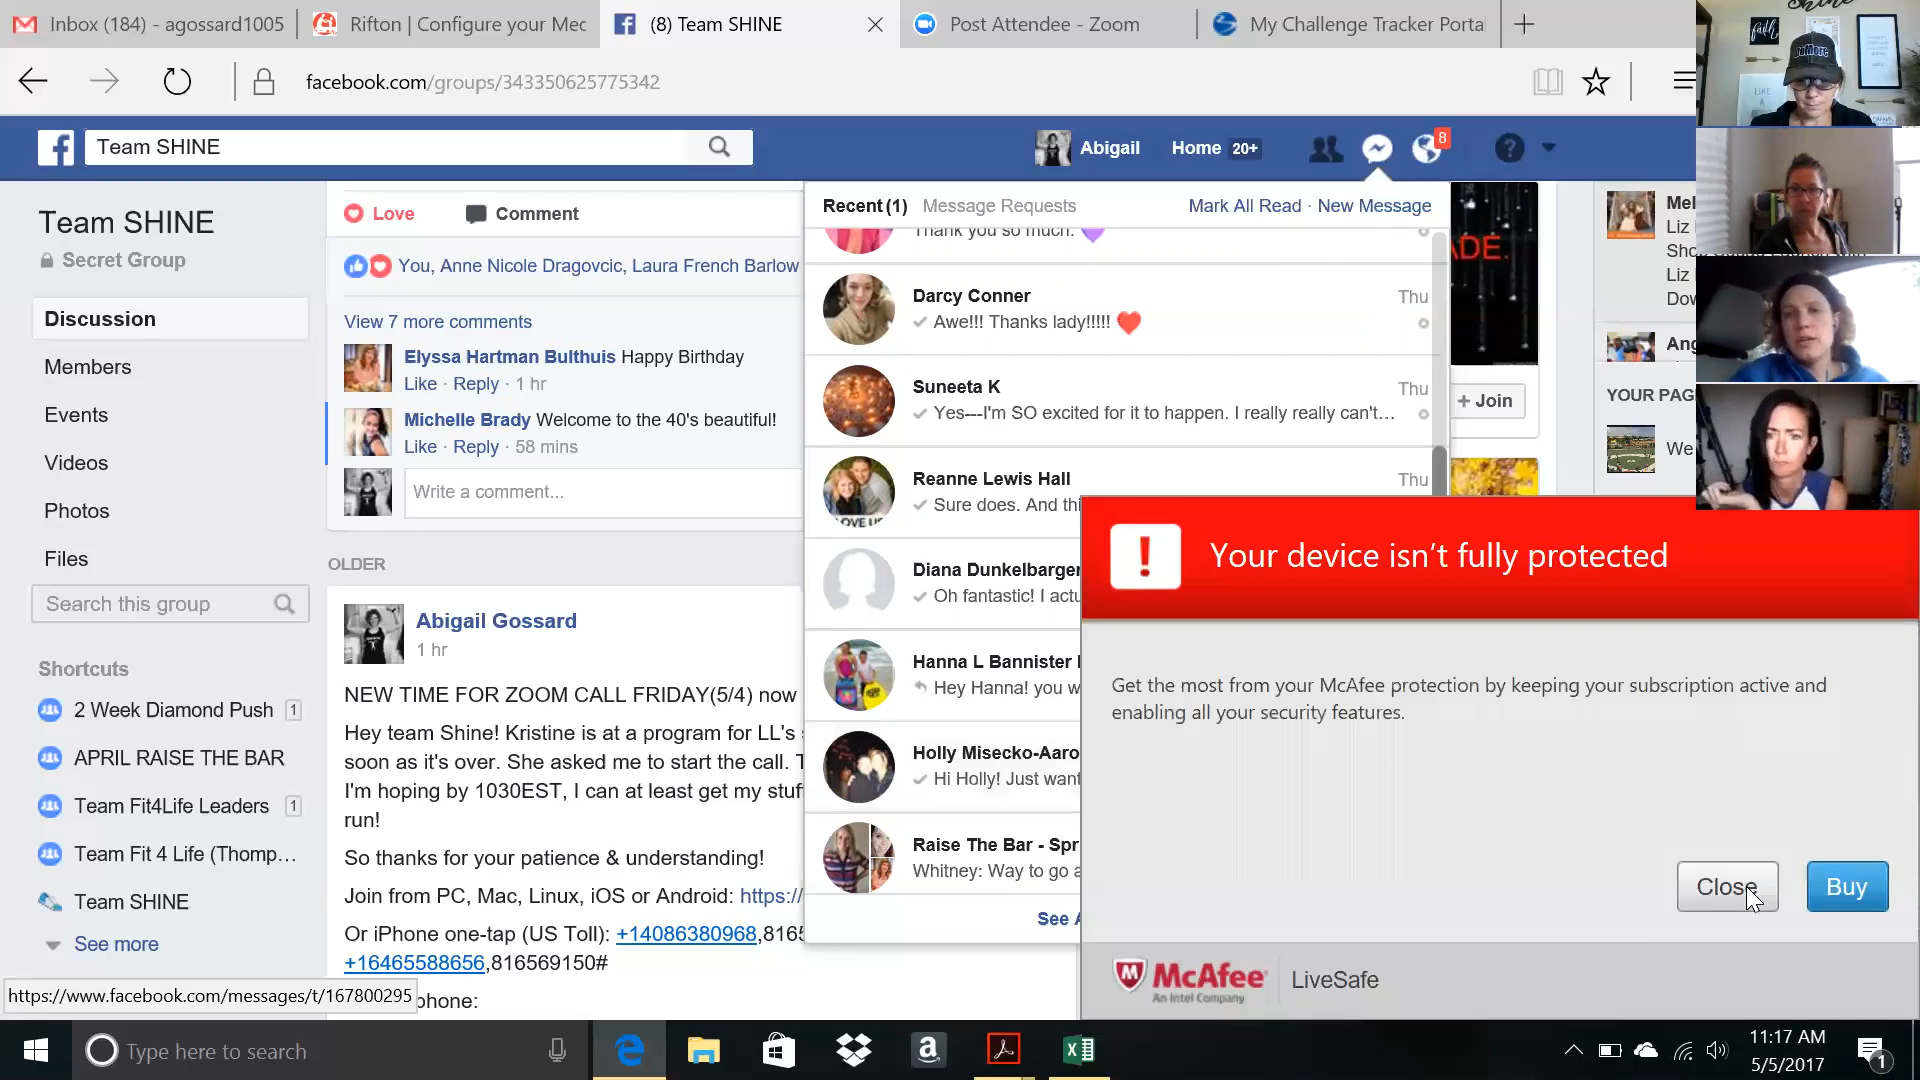 Inbox (184) - agossard1005
Rifton | Configure your Mec
(8) Team SHINE
Post Attendee - Zoom
My Challenge Tracker Porta
facebook.com/groups/343350625775342
Team SHINE
Abigail
Home 20+
8
Team SHINE
Secret Group
Discussion
Members
Events
Videos
Photos
Files
Search this group
Shortcuts
2 Week Diamond Push 1
APRIL RAISE THE BAR
Team Fit4Life Leaders 1
Team Fit 4 Life (Thomp...
Team SHINE
See more
https://www.facebook.com/messages/t/167800295
Love Comment
You, Anne Nicole Dragovcic, Laura French Barlow
View 7 more comments
Elyssa Hartman Bulthuis Happy Birthday
Like · Reply · 1 hr
Michelle Brady Welcome to the 40's beautiful!
Like · Reply · 58 mins
Write a comment...
OLDER
Abigail Gossard
1 hr
NEW TIME FOR ZOOM CALL FRIDAY(5/4) now
Hey team Shine! Kristine is at a program for LL's
soon as it's over. She asked me to start the call.
I'm hoping by 1030EST, I can at least get my stuf
run!
So thanks for your patience & understanding!
Join from PC, Mac, Linux, iOS or Android: https:/
Or iPhone one-tap (US Toll): +14086380968,816
+16465588656,816569150#
phone:
Recent (1) Message Requests Mark All Read · New Message
Thank you so much.
Darcy Conner Thu
Awe!!! Thanks lady!!!!!
Suneeta K Thu
Yes---I'm SO excited for it to happen. I really really can't...
Reanne Lewis Hall Thu
Sure does. And thi
LOVE US
Diana Dunkelbarger
Oh fantastic! I actu
Hanna L Bannister
Hey Hanna! you w
Holly Misecko-Aaro
Hi Holly! Just want
Raise The Bar - Spr
Whitney: Way to go a
See A
ADE.
+ Join
Mel
Liz
Sho
Liz
Dov
Ang
YOUR PAG
We
faith
Your device isn't fully protected
Get the most from your McAfee protection by keeping your subscription active and
enabling all your security features.
Close
Buy
McAfee
An Intel Company
LiveSafe
Type here to search
11:17 AM
5/5/2017
1